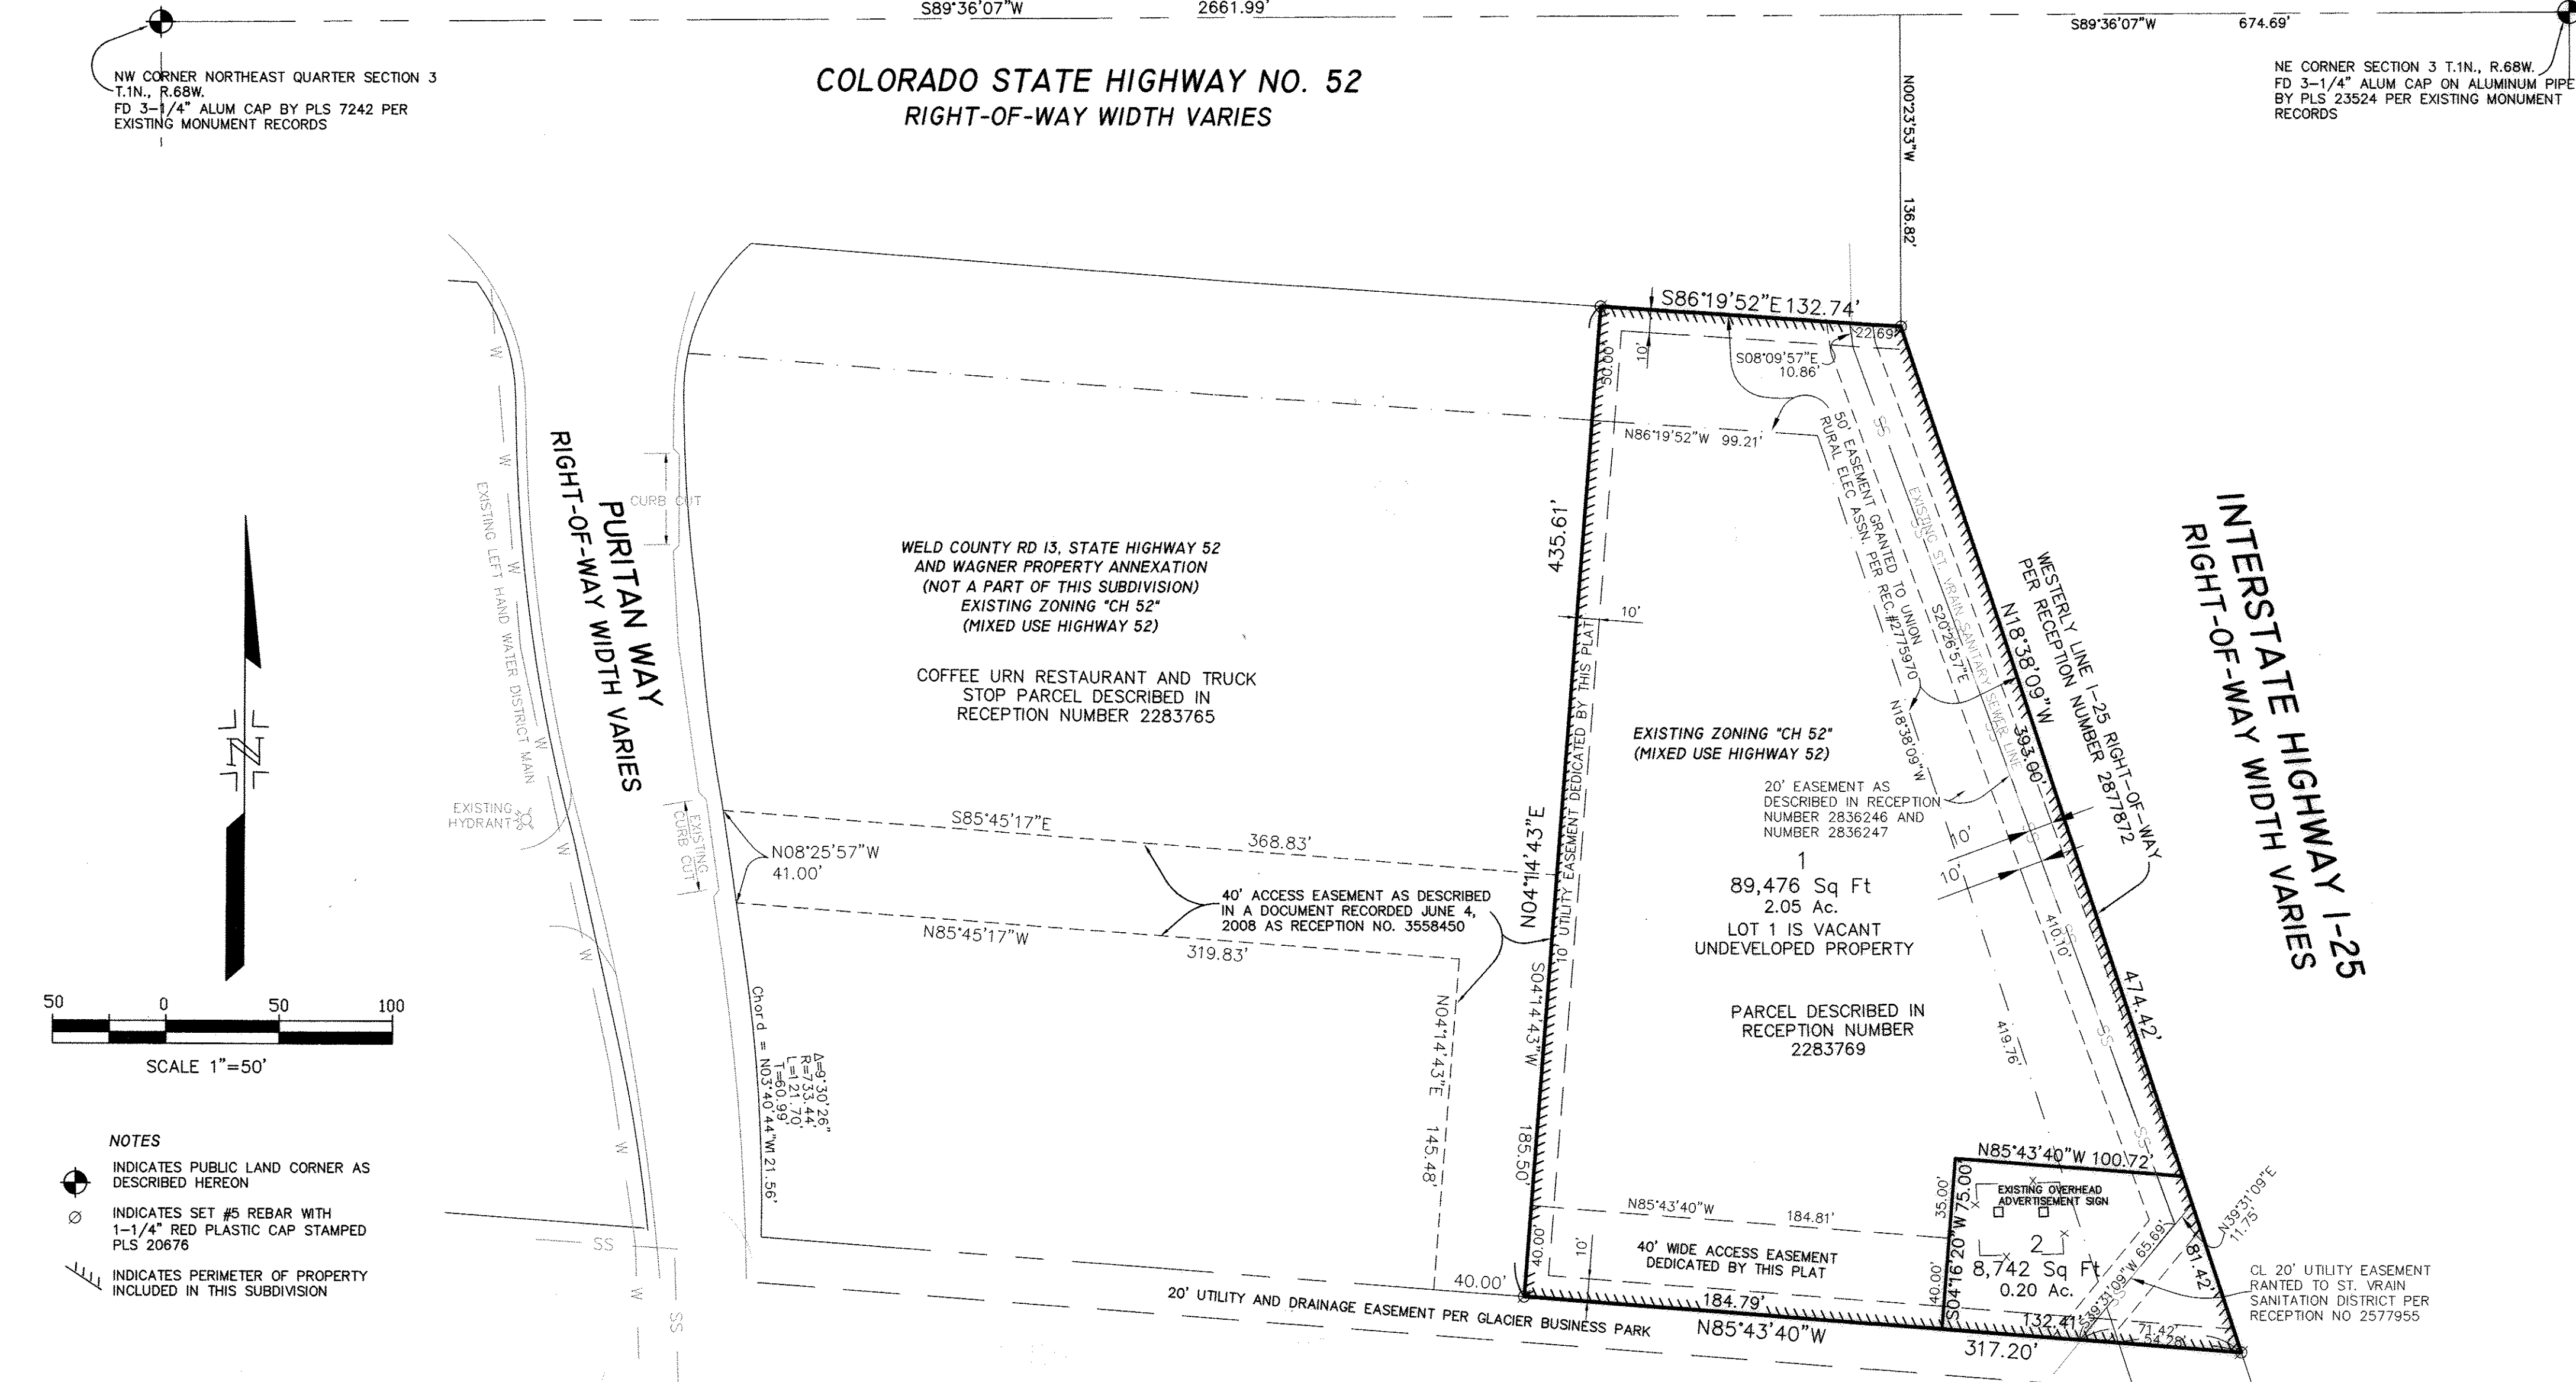 S89°36'07"W 2661.99'
S89°36'07"W 674.69'
NW CORNER NORTHEAST QUARTER SECTION 3
T.1N., R.68W.
FD 3-1/4" ALUM CAP BY PLS 7242 PER
EXISTING MONUMENT RECORDS
COLORADO STATE HIGHWAY NO. 52
RIGHT-OF-WAY WIDTH VARIES
NE CORNER SECTION 3 T.1N., R.68W.
FD 3-1/4" ALUM CAP ON ALUMINUM PIPE
BY PLS 23524 PER EXISTING MONUMENT
RECORDS
N00°23'53"W 136.82'
S86°19'52"E 132.74'
22.69'
50.00'
10'
S08°09'57"E
10.86'
N86°19'52"W 99.21'
50' EASEMENT GRANTED TO UNION
RURAL ELEC ASSN. PER REC.#2775970
SS
EXISTING ST. VRAIN SANITARY SEWER LINE
S20°26'57"E
N18°38'09"W
N18°38'09"W 393.00'
WESTERLY LINE I-25 RIGHT-OF-WAY
PER RECEPTION NUMBER 2877872
INTERSTATE HIGHWAY I-25
RIGHT-OF-WAY WIDTH VARIES
PURITAN WAY
RIGHT-OF-WAY WIDTH VARIES
CURB CUT
W
W
W
EXISTING LEFT HAND WATER DISTRICT MAIN
W
EXISTING
HYDRANT
W
W
W
W
EXISTING
CURB CUT
WELD COUNTY RD 13, STATE HIGHWAY 52
AND WAGNER PROPERTY ANNEXATION
(NOT A PART OF THIS SUBDIVISION)
EXISTING ZONING "CH 52"
(MIXED USE HIGHWAY 52)
COFFEE URN RESTAURANT AND TRUCK
STOP PARCEL DESCRIBED IN
RECEPTION NUMBER 2283765
435.61'
10'
N04°14'43"E
10' UTILITY EASEMENT DEDICATED BY THIS PLAT
EXISTING ZONING "CH 52"
(MIXED USE HIGHWAY 52)
20' EASEMENT AS
DESCRIBED IN RECEPTION
NUMBER 2836246 AND
NUMBER 2836247
10'
10'
SS
1
89,476 Sq Ft
2.05 Ac.
LOT 1 IS VACANT
UNDEVELOPED PROPERTY
PARCEL DESCRIBED IN
RECEPTION NUMBER
2283769
410.10'
SS
419.76'
SS
474.42'
S85°45'17"E 368.83'
N08°25'57"W
41.00'
40' ACCESS EASEMENT AS DESCRIBED
IN A DOCUMENT RECORDED JUNE 4,
2008 AS RECEPTION NO. 3558450
N85°45'17"W 319.83'
N04°14'43"E 145.48'
S04°14'43"W 185.50'
Δ=9°30'26"
R=733.44'
L=121.70'
T=60.99'
Chord = N03°40'44"W 121.56'
50 0 50 100
SCALE 1"=50'
N
NOTES
INDICATES PUBLIC LAND CORNER AS
DESCRIBED HEREON
INDICATES SET #5 REBAR WITH
1-1/4" RED PLASTIC CAP STAMPED
PLS 20676
INDICATES PERIMETER OF PROPERTY
INCLUDED IN THIS SUBDIVISION
SS
SS
N85°43'40"W 100.72'
SS
EXISTING OVERHEAD
ADVERTISEMENT SIGN
35.00'
S04°16'20"W 75.00'
40.00'
2
8,742 Sq Ft
0.20 Ac.
N39°31'09"E
11.75'
S39°31'09"W 65.69'
81.42'
CL 20' UTILITY EASEMENT
RANTED TO ST. VRAIN
SANITATION DISTRICT PER
RECEPTION NO 2577955
N85°43'40"W 184.81'
40.00'
10'
40' WIDE ACCESS EASEMENT
DEDICATED BY THIS PLAT
40.00'
20' UTILITY AND DRAINAGE EASEMENT PER GLACIER BUSINESS PARK
184.79'
N85°43'40"W
317.20'
132.41'
71.42'
54.28'